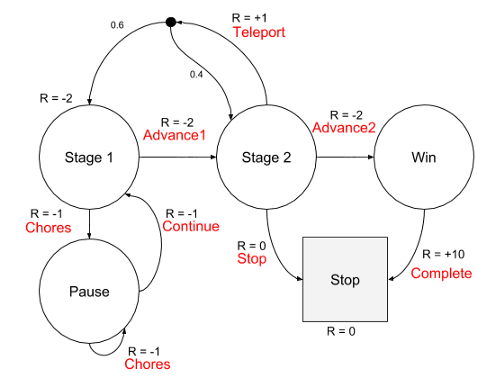 R = +1
Teleport
0.6
0.4
R = -2
R = -2
Advance1
R = -2
Advance2
Stage 1
Stage 2
Win
R = -1
Chores
R = -1
Continue
R = 0
Stop
R = +10
Complete
Pause
Stop
R = 0
R = -1
Chores